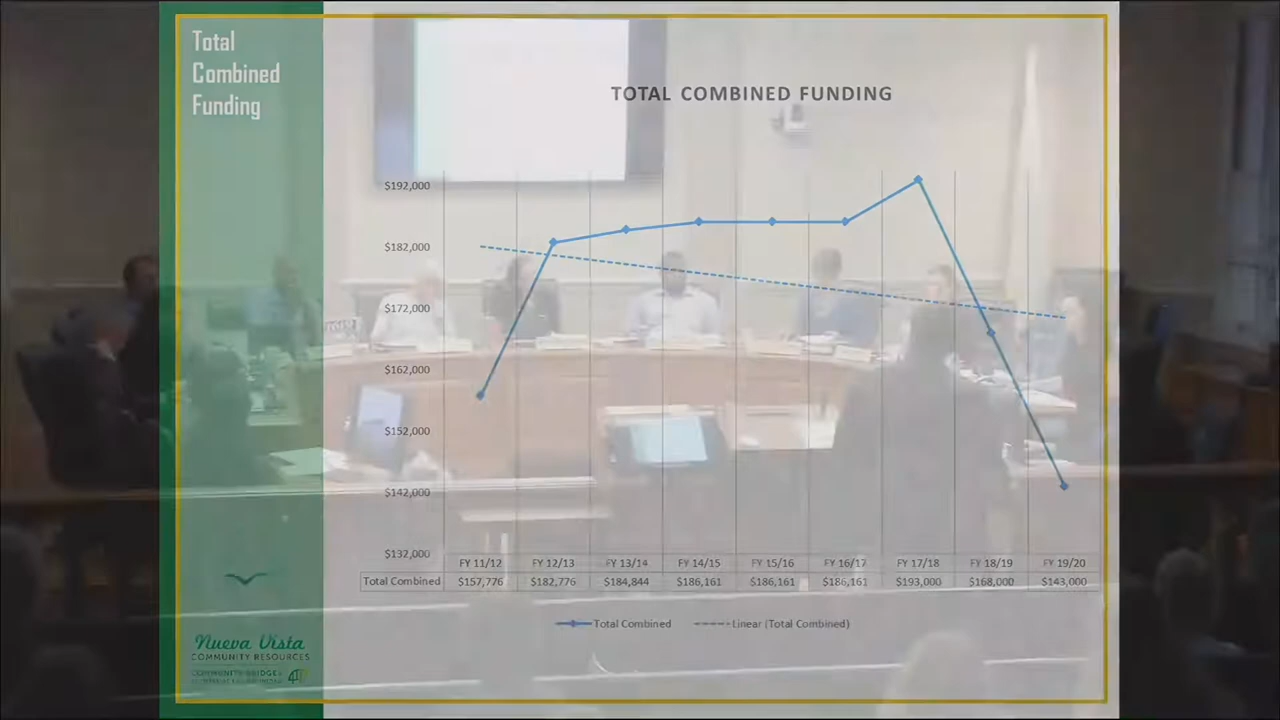 Total
Combined
Funding
TOTAL COMBINED FUNDING
$192,000
$182,000
$172,000
$162,000
$152,000
$142,000
$132,000
FY 11/12 FY 12/13 FY 13/14 FY 14/15 FY 15/16 FY 16/17 FY 17/18 FY 18/19 FY 19/20
Total Combined $157,776 $182,776 $184,844 $186,161 $186,161 $186,161 $193,000 $168,000 $143,000
Total Combined Linear (Total Combined)
Nueva Vista
COMMUNITY RESOURCES
COMMUNITY BRIDGES